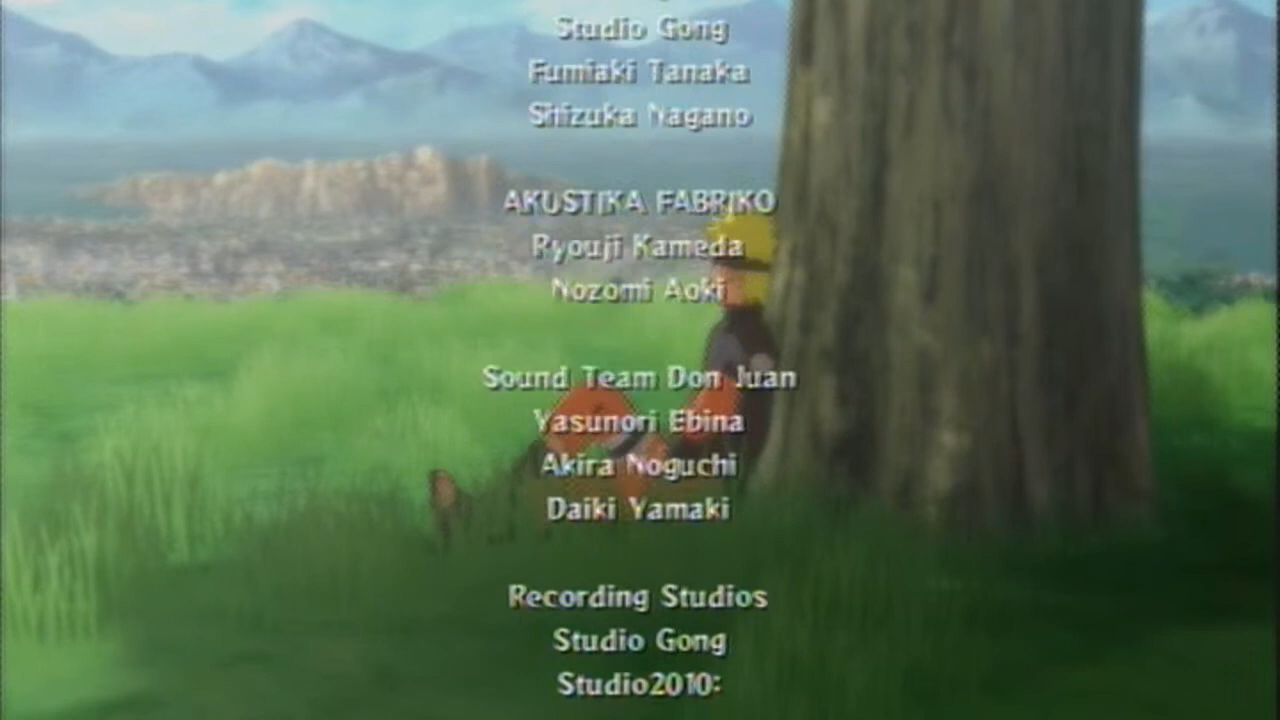 Studio Gong
Fumiaki Tanaka
Shizuka Nagano
AKUSTIKA FABRIKO
Ryouji Kameda
Nozomi Aoki
Sound Team Don Juan
Yasunori Ebina
Akira Noguchi
Daiki Yamaki
Recording Studios
Studio Gong
Studio2010: